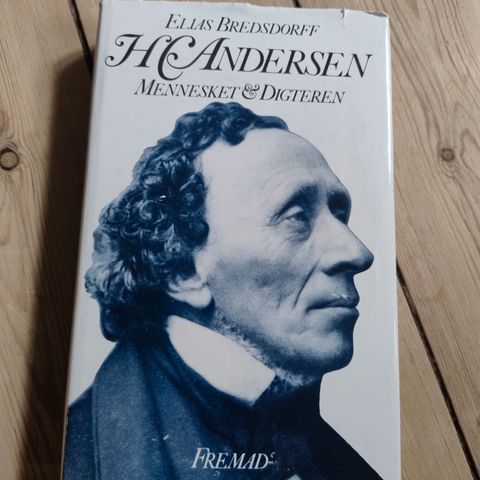 ELIAS BREDSDORFF
H C ANDERSEN
MENNESKET & DIGTEREN
FREMAD